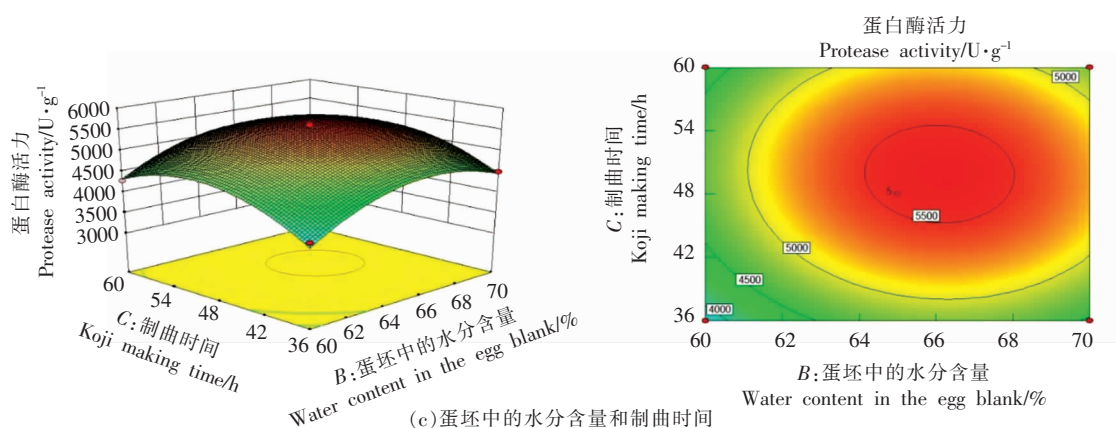 蛋白酶活力
Protease activity/U·g⁻¹
6000
5500
5000
4500
4000
3500
3000
60
54
48
42
36
C:制曲时间
Koji making time/h
60
62
64
66
68
70
B:蛋坯中的水分含量
Water content in the egg blank/%
蛋白酶活力
Protease activity/U·g⁻¹
60
54
48
42
36
C:制曲时间
Koji making time/h
5000
5500
5000
4500
4000
60
62
64
66
68
70
B:蛋坯中的水分含量
Water content in the egg blank/%
(c)蛋坯中的水分含量和制曲时间